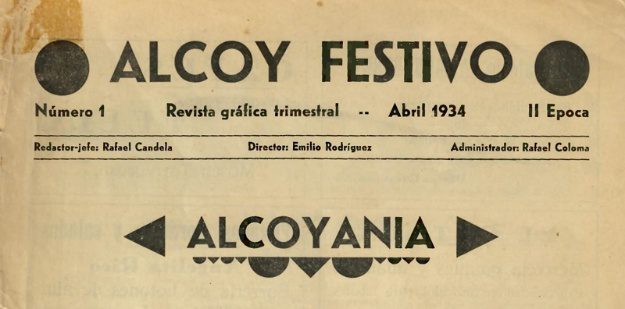 ALCOY FESTIVO
Número 1 Revista gráfica trimestral -- Abril 1934 II Epoca
Redactor-jefe: Rafael Candela Director: Emilio Rodríguez Administrador: Rafael Coloma
ALCOYANIA